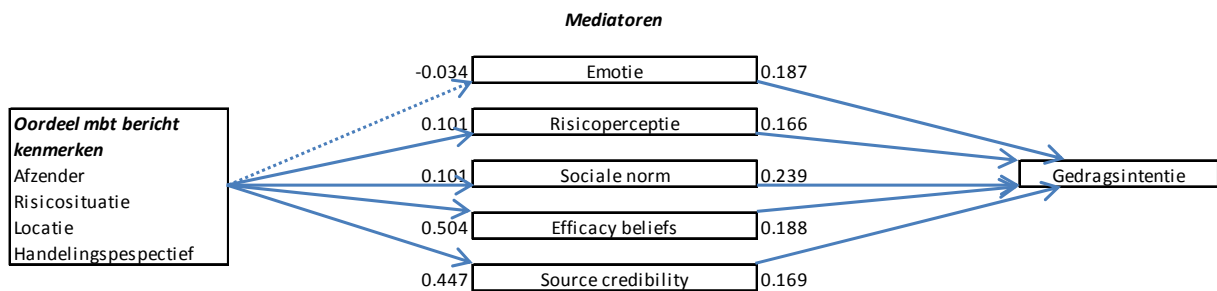 Mediatoren
-0.034 Emotie 0.187
Oordeel mbt bericht
kenmerken
Afzender
Risicosituatie
Locatie
Handelingspespectief
0.101 Risicoperceptie 0.166
0.101 Sociale norm 0.239
0.504 Efficacy beliefs 0.188
0.447 Source credibility 0.169
Gedragsintentie